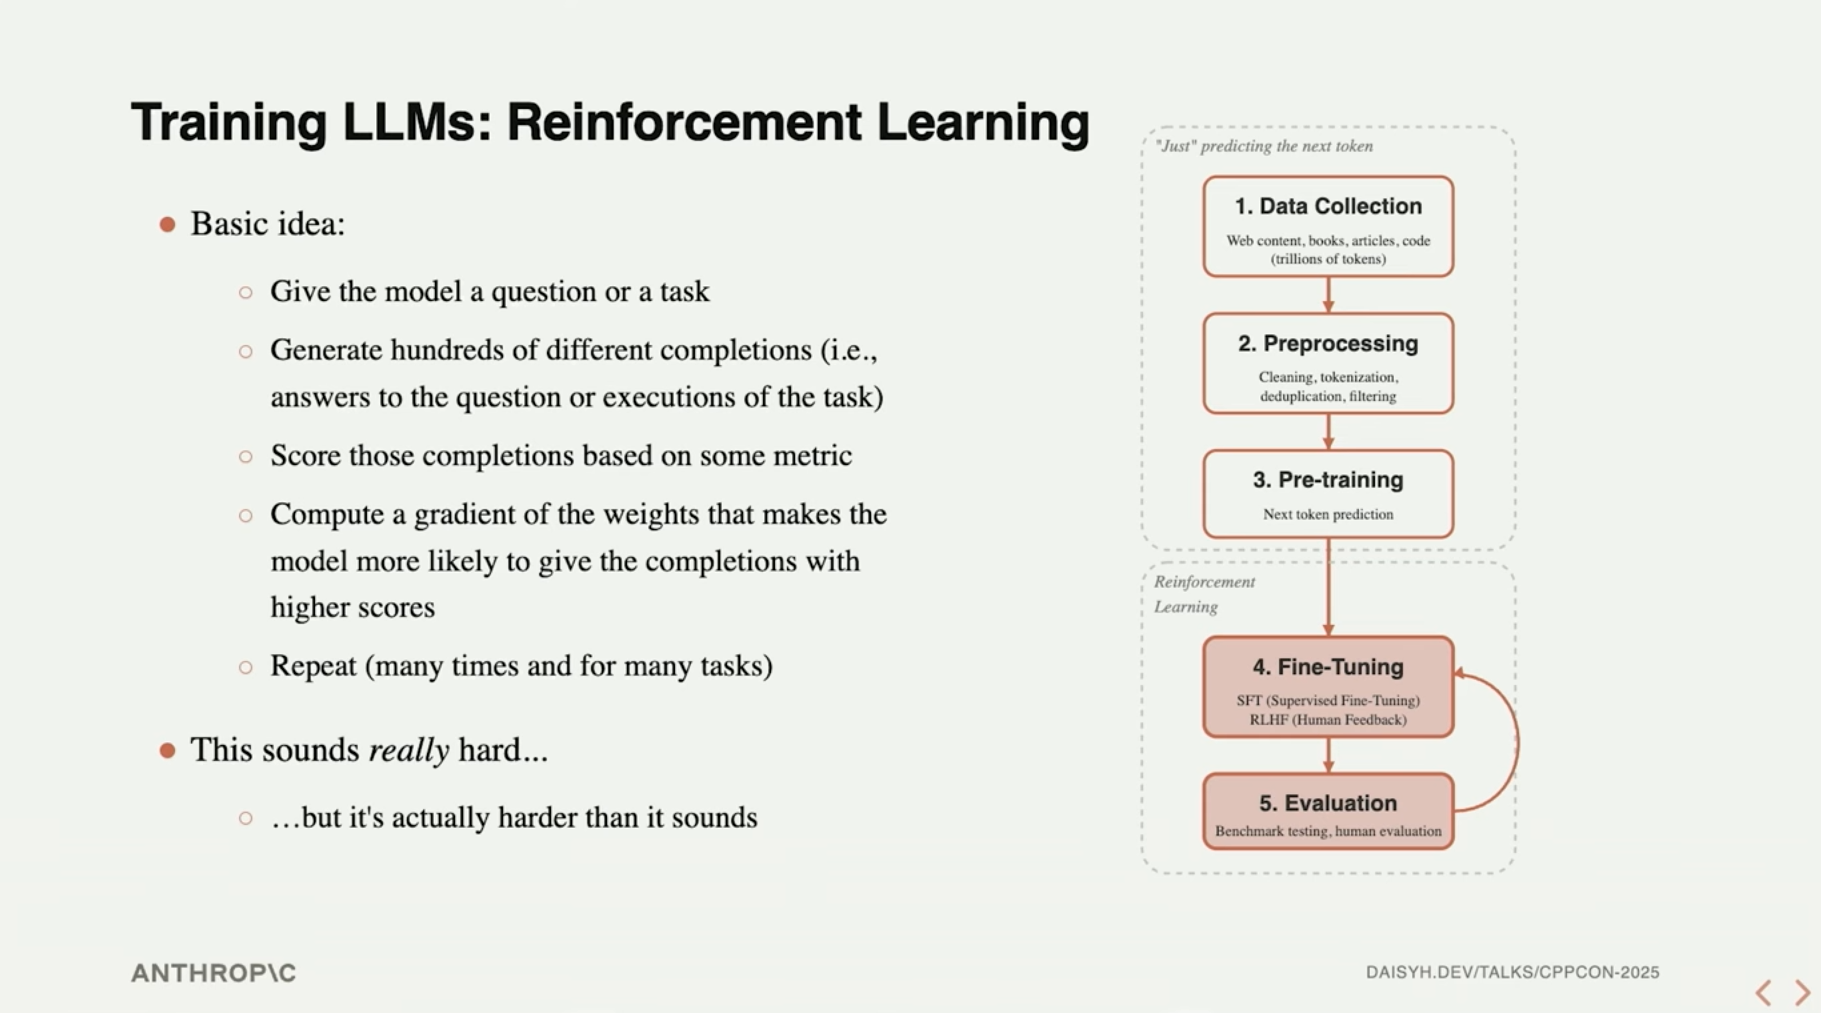 Training LLMs: Reinforcement Learning
Basic idea:
Give the model a question or a task
Generate hundreds of different completions (i.e.,
answers to the question or executions of the task)
Score those completions based on some metric
Compute a gradient of the weights that makes the
model more likely to give the completions with
higher scores
Repeat (many times and for many tasks)
This sounds really hard...
…but it's actually harder than it sounds
"Just" predicting the next token
1. Data Collection
Web content, books, articles, code
(trillions of tokens)
2. Preprocessing
Cleaning, tokenization,
deduplication, filtering
3. Pre-training
Next token prediction
Reinforcement
Learning
4. Fine-Tuning
SFT (Supervised Fine-Tuning)
RLHF (Human Feedback)
5. Evaluation
Benchmark testing, human evaluation
ANTHROP\C
DAISYH.DEV/TALKS/CPPCON-2025